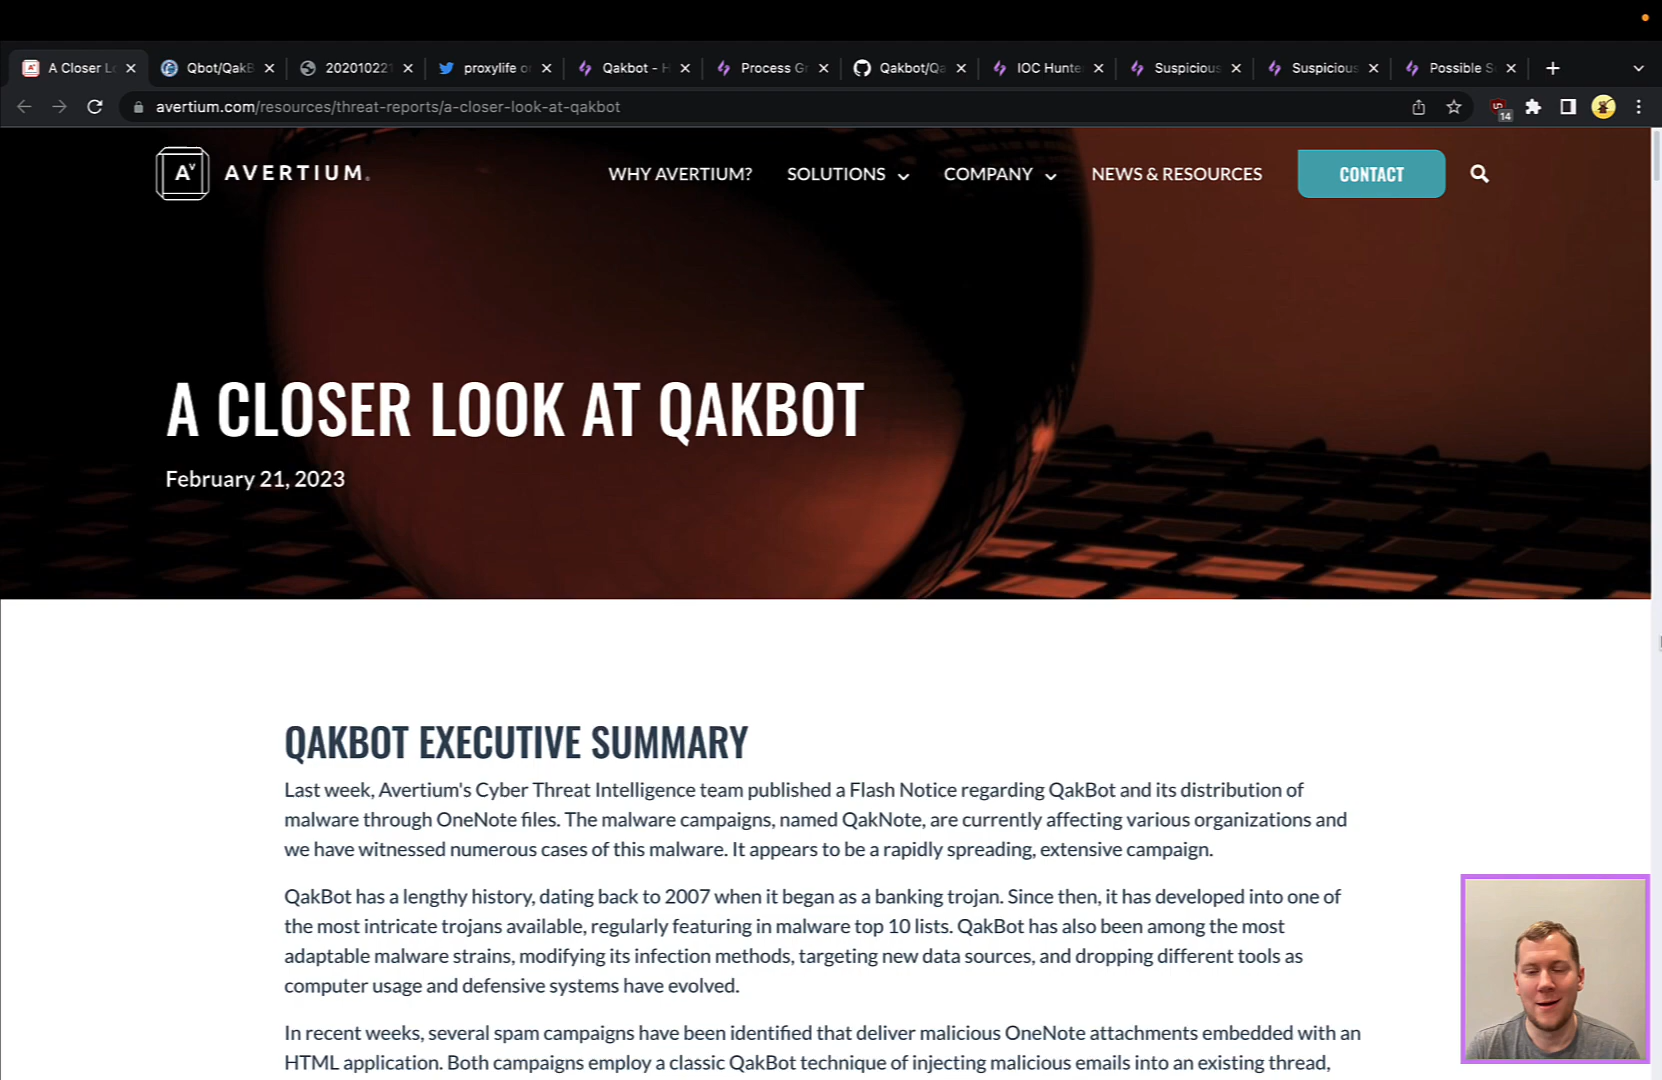 A Closer Lo
Qbot/QakB
202010221
proxylife o
Qakbot - H
Process Gr
Qakbot/Qa
IOC Hunte
Suspicious
Suspicious
Possible S
avertium.com/resources/threat-reports/a-closer-look-at-qakbot
14
AV AVERTIUM.
WHY AVERTIUM?
SOLUTIONS
COMPANY
NEWS & RESOURCES
CONTACT
A CLOSER LOOK AT QAKBOT
February 21, 2023
QAKBOT EXECUTIVE SUMMARY
Last week, Avertium's Cyber Threat Intelligence team published a Flash Notice regarding QakBot and its distribution of
malware through OneNote files. The malware campaigns, named QakNote, are currently affecting various organizations and
we have witnessed numerous cases of this malware. It appears to be a rapidly spreading, extensive campaign.
QakBot has a lengthy history, dating back to 2007 when it began as a banking trojan. Since then, it has developed into one of
the most intricate trojans available, regularly featuring in malware top 10 lists. QakBot has also been among the most
adaptable malware strains, modifying its infection methods, targeting new data sources, and dropping different tools as
computer usage and defensive systems have evolved.
In recent weeks, several spam campaigns have been identified that deliver malicious OneNote attachments embedded with an
HTML application. Both campaigns employ a classic QakBot technique of injecting malicious emails into an existing thread,